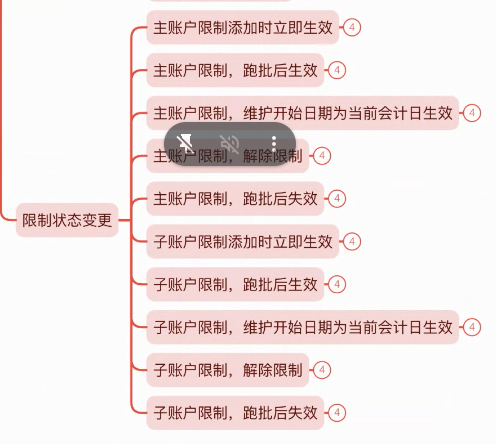 主账户限制添加时立即生效 4
主账户限制，跑批后生效 4
主账户限制，维护开始日期为当前会计日生效 4
主账户限制，解除限制 4
限制状态变更
主账户限制，跑批后失效 4
子账户限制添加时立即生效 4
子账户限制，跑批后生效 4
子账户限制，维护开始日期为当前会计日生效 4
子账户限制，解除限制 4
子账户限制，跑批后失效 4